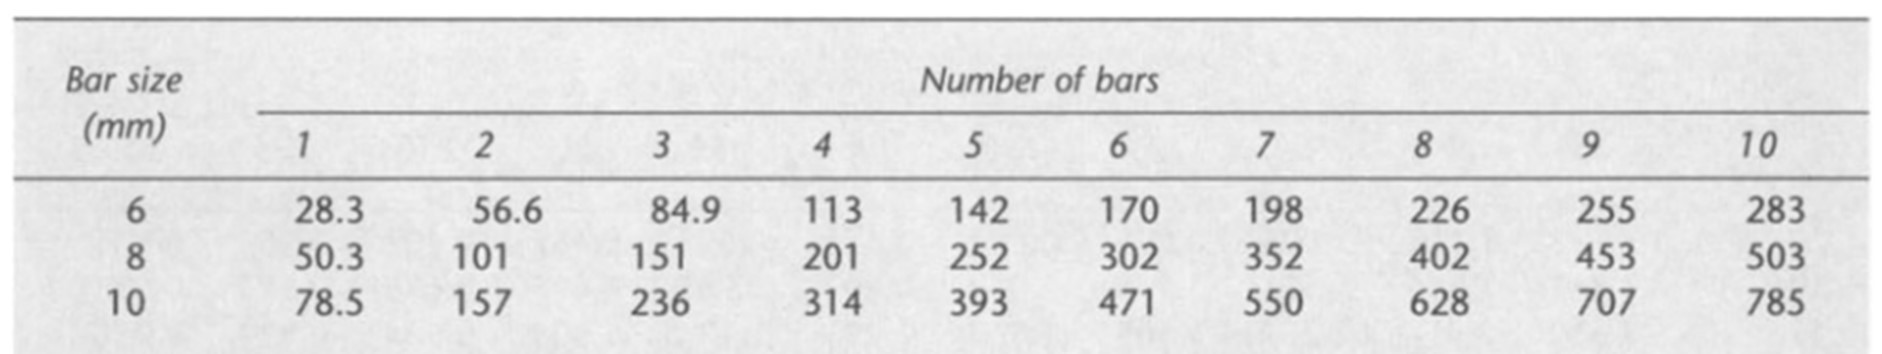 Bar size Number of bars
(mm) 1 2 3 4 5 6 7 8 9 10
6 28.3 56.6 84.9 113 142 170 198 226 255 283
8 50.3 101 151 201 252 302 352 402 453 503
10 78.5 157 236 314 393 471 550 628 707 785